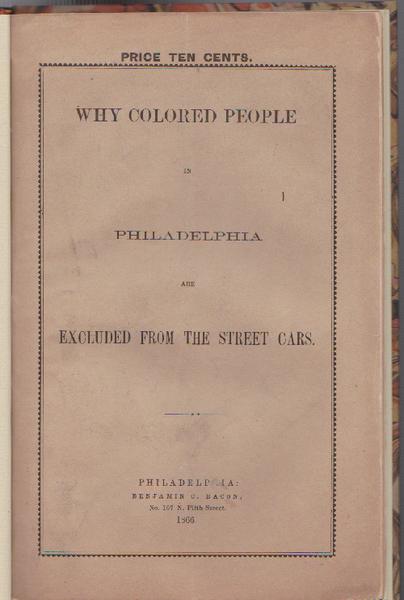 PRICE TEN CENTS.
WHY COLORED PEOPLE
IN
PHILADELPHIA
ARE
EXCLUDED FROM THE STREET CARS.
PHILADELPHIA:
BENJAMIN C. BACON,
No. 107 N. Fifth Street.
1866